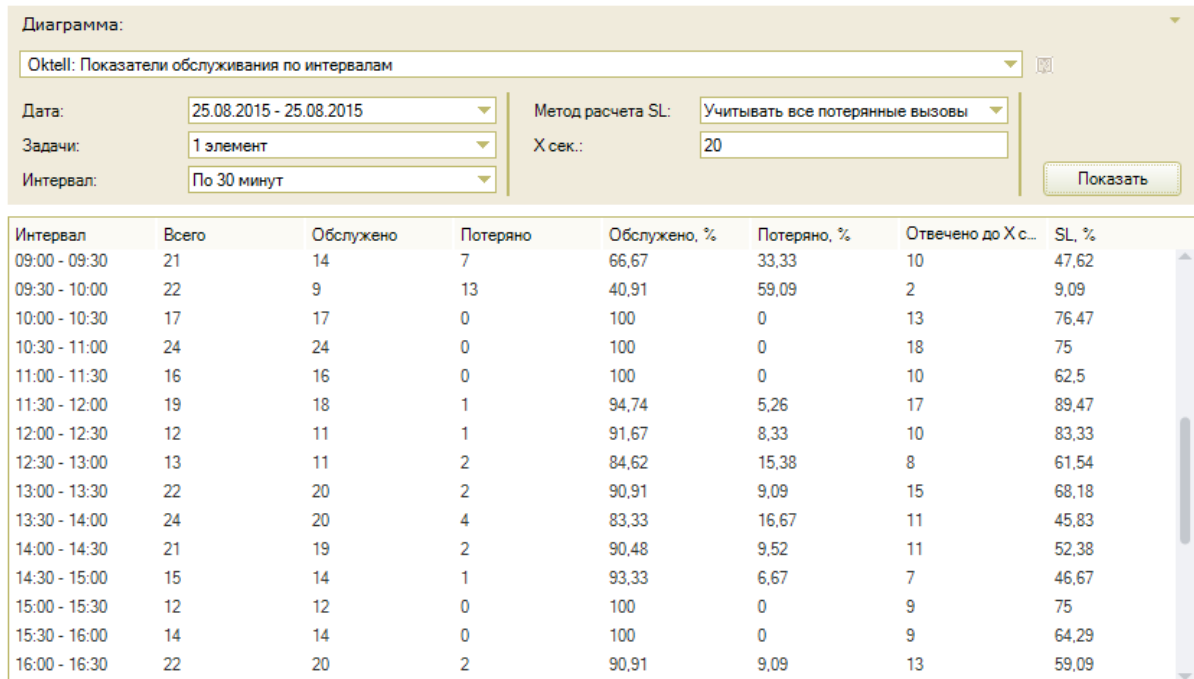 Диаграмма:
Oktell: Показатели обслуживания по интервалам
Дата: 25.08.2015 - 25.08.2015 Метод расчета SL: Учитывать все потерянные вызовы
Задачи: 1 элемент X сек.: 20
Интервал: По 30 минут Показать
Интервал Всего Обслужено Потеряно Обслужено, % Потеряно, % Отвечено до X с... SL, %
09:00 - 09:30 21 14 7 66,67 33,33 10 47,62
09:30 - 10:00 22 9 13 40,91 59,09 2 9,09
10:00 - 10:30 17 17 0 100 0 13 76,47
10:30 - 11:00 24 24 0 100 0 18 75
11:00 - 11:30 16 16 0 100 0 10 62,5
11:30 - 12:00 19 18 1 94,74 5,26 17 89,47
12:00 - 12:30 12 11 1 91,67 8,33 10 83,33
12:30 - 13:00 13 11 2 84,62 15,38 8 61,54
13:00 - 13:30 22 20 2 90,91 9,09 15 68,18
13:30 - 14:00 24 20 4 83,33 16,67 11 45,83
14:00 - 14:30 21 19 2 90,48 9,52 11 52,38
14:30 - 15:00 15 14 1 93,33 6,67 7 46,67
15:00 - 15:30 12 12 0 100 0 9 75
15:30 - 16:00 14 14 0 100 0 9 64,29
16:00 - 16:30 22 20 2 90,91 9,09 13 59,09